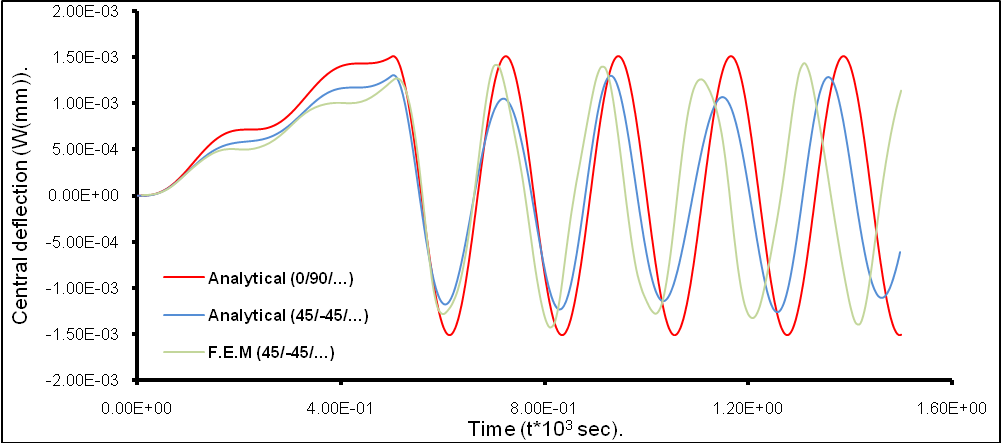 Central deflection (W(mm)).
2.00E-03
1.50E-03
1.00E-03
5.00E-04
0.00E+00
-5.00E-04
-1.00E-03
-1.50E-03
-2.00E-03
Analytical (0/90/...)
Analytical (45/-45/...)
F.E.M (45/-45/...)
0.00E+00 4.00E-01 8.00E-01 1.20E+00 1.60E+00
Time (t*10³ sec).